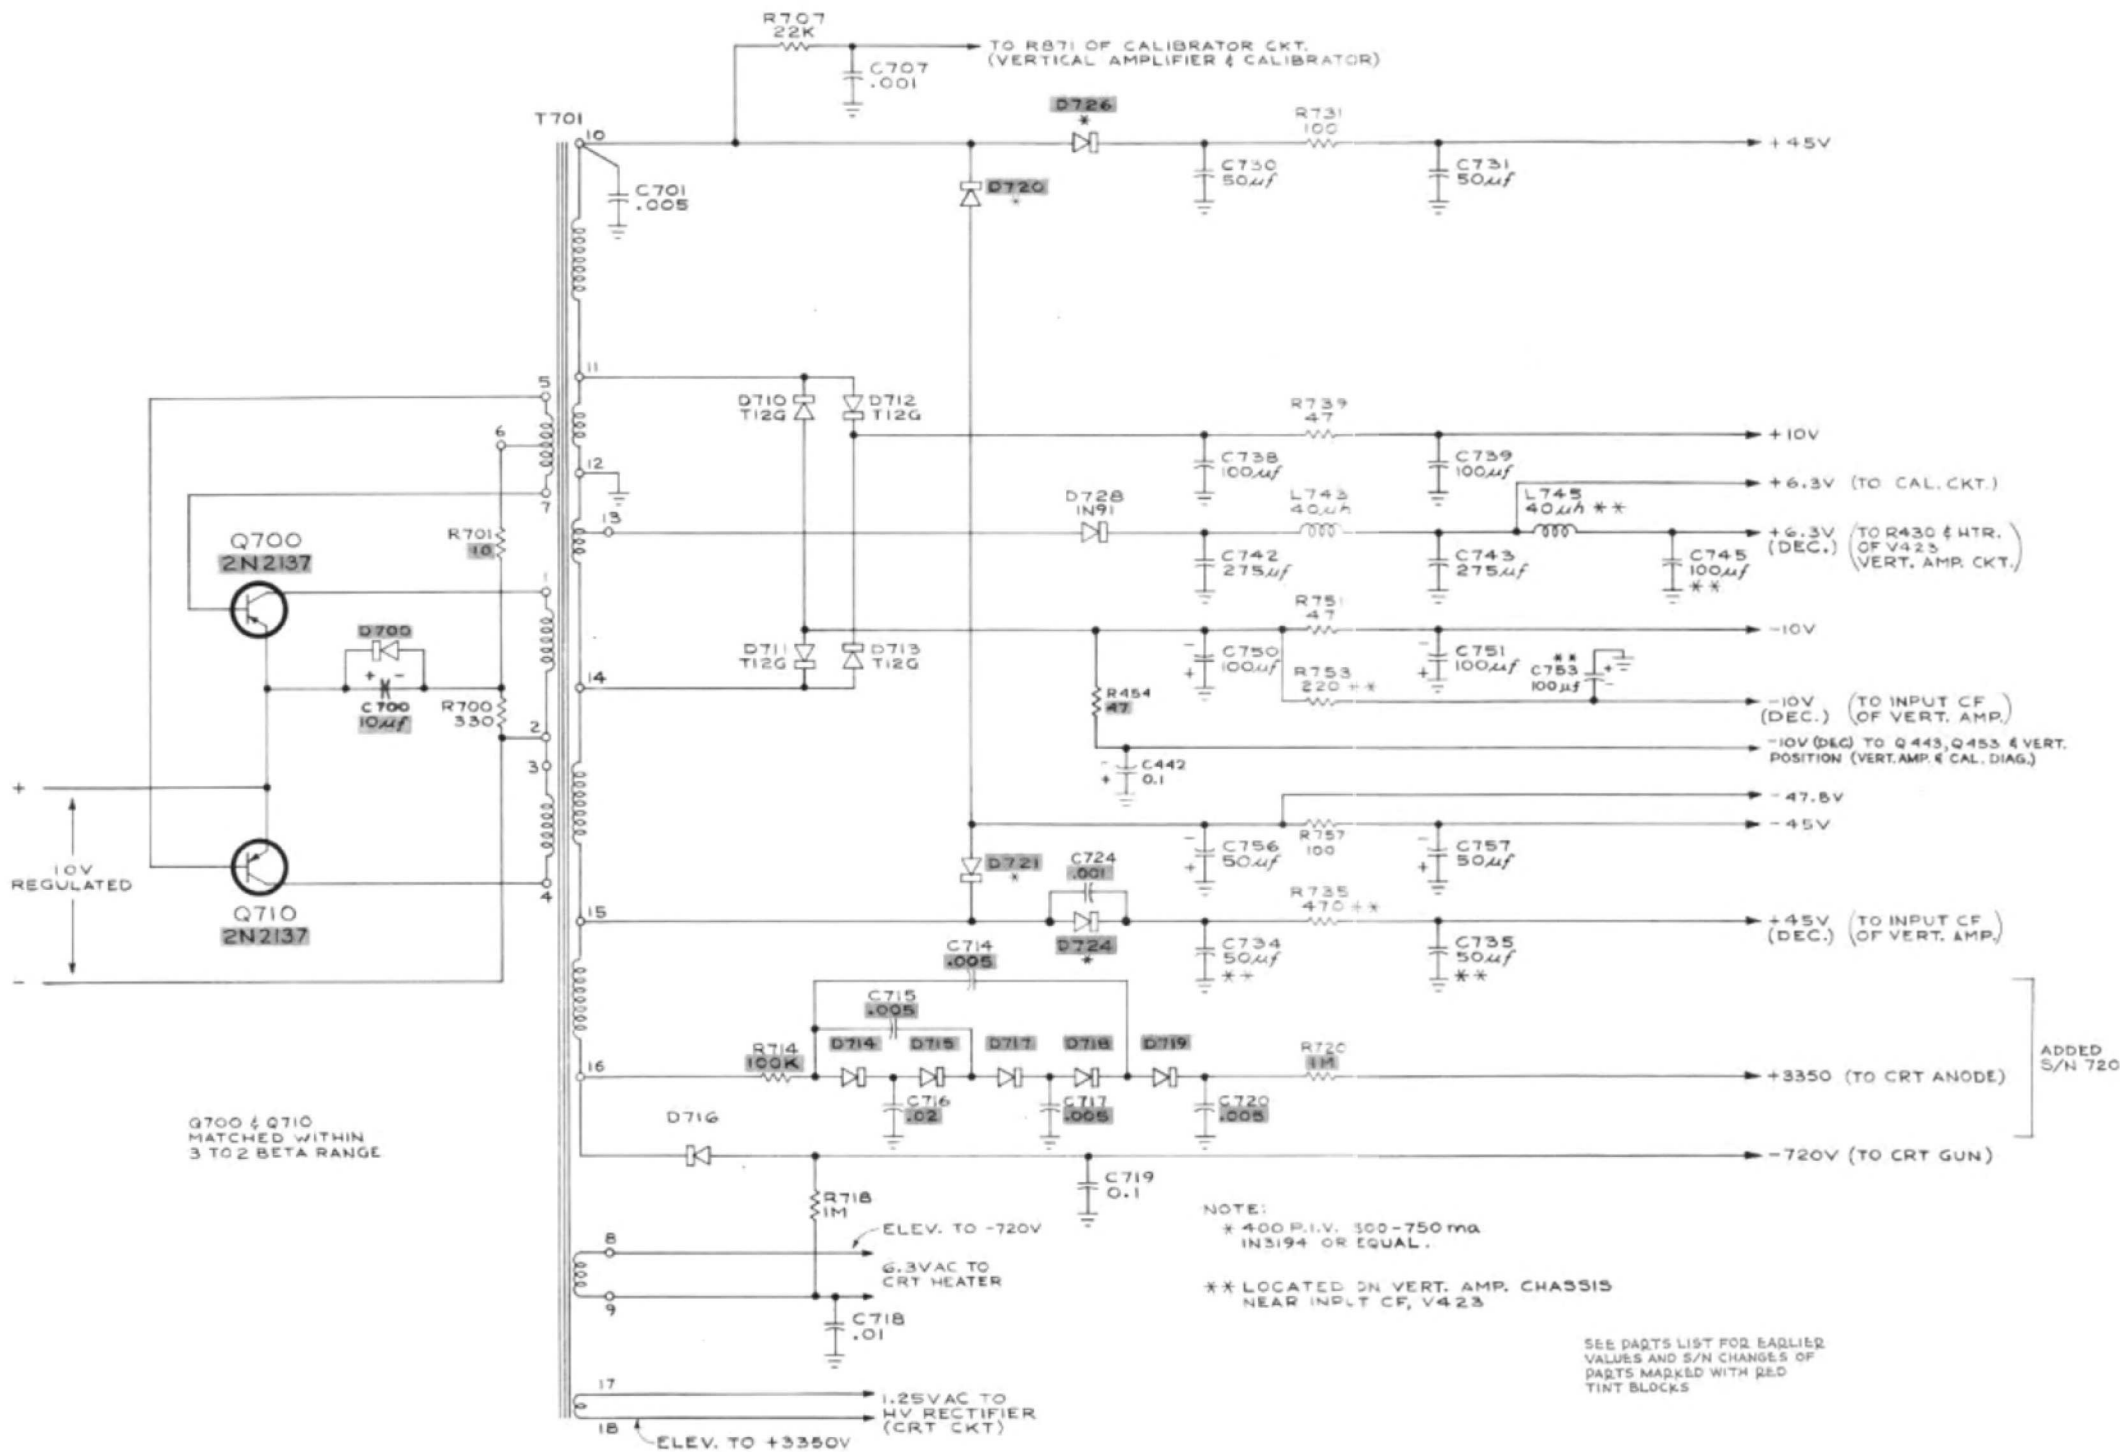 R707
22K
TO R871 OF CALIBRATOR CKT.
(VERTICAL AMPLIFIER & CALIBRATOR)
C707
.001
D726
*
R731
100
T701
10
+45V
C730
50µf
C731
50µf
C701
.005
D720
*
11
5
D710
T12G
D712
T12G
R739
47
6
+10V
12
C738
100µf
C739
100µf
+6.3V (TO CAL. CKT.)
7
D728
1N91
L743
40µh
L745
40µh **
13
R701
10
Q700
2N2137
+6.3V
(DEC.)
(TO R430 & HTR.
OF V423
VERT. AMP. CKT.)
C742
275µf
C743
275µf
C745
100µf
**
1
R751
47
D700
-10V
D711
T12G
D713
T12G
-
C750
+ 100µf
-
C751
+ 100µf
**
C753
100µf
+
-
R753
220 **
+ -
14
C700
10µf
R700
330
R454
47
-10V
(DEC.)
(TO INPUT CF
OF VERT. AMP.)
2
3
-10V (DEC) TO Q443, Q453 & VERT.
POSITION (VERT. AMP. & CAL. DIAG.)
-
C442
+ 0.1
+
-47.8V
-45V
-
C756
+ 50µf
R757
100
-
C757
+ 50µf
10V
REGULATED
D721
*
C724
.001
4
Q710
2N2137
R735
470 **
15
+45V
(DEC.)
(TO INPUT CF
OF VERT. AMP.)
D724
*
C734
50µf
**
C735
50µf
**
C714
.005
-
C715
.005
R714
100K
D714
D715
D717
D718
D719
R720
1M
ADDED
S/N 720
16
+3350 (TO CRT ANODE)
C716
.02
C717
.005
C720
.005
Q700 & Q710
MATCHED WITHIN
3 TO 2 BETA RANGE
D716
-720V (TO CRT GUN)
C719
0.1
R718
1M
NOTE:
* 400 P.I.V. 500-750 ma
1N3194 OR EQUAL.
ELEV. TO -720V
8
6.3VAC TO
CRT HEATER
** LOCATED ON VERT. AMP. CHASSIS
NEAR INPUT CF, V423
9
C718
.01
SEE PARTS LIST FOR EARLIER
VALUES AND S/N CHANGES OF
PARTS MARKED WITH RED
TINT BLOCKS
17
1.25VAC TO
HV RECTIFIER
(CRT CKT)
18
ELEV. TO +3350V